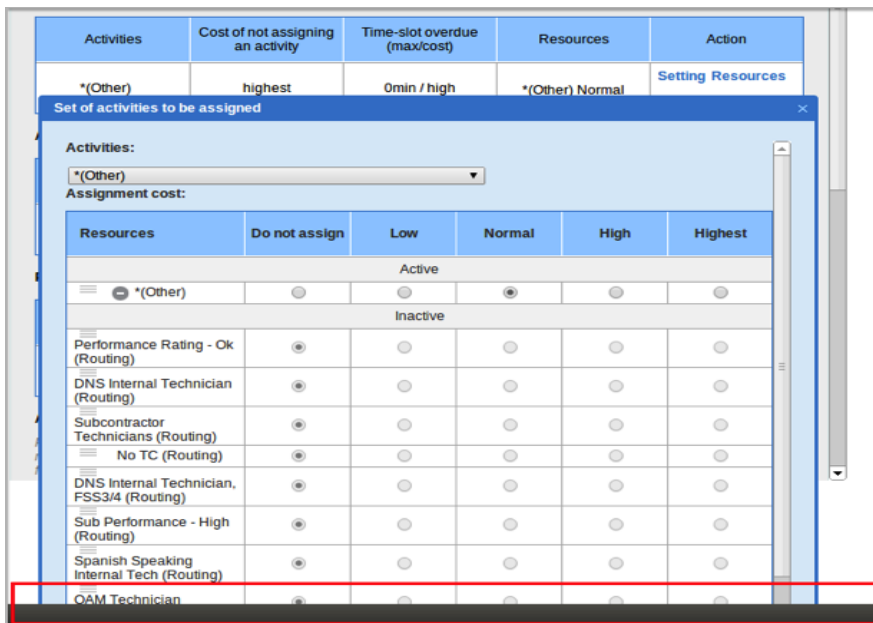 Activities
Cost of not assigning an activity
Time-slot overdue (max/cost)
Resources
Action
*(Other)
highest
0min / high
*(Other) Normal
Setting Resources
Set of activities to be assigned
×
Activities:
*(Other)
Assignment cost:
Resources
Do not assign
Low
Normal
High
Highest
Active
*(Other)
Inactive
Performance Rating - Ok
(Routing)
DNS Internal Technician
(Routing)
Subcontractor
Technicians (Routing)
No TC (Routing)
DNS Internal Technician,
FSS3/4 (Routing)
Sub Performance - High
(Routing)
Spanish Speaking
Internal Tech (Routing)
OAM Technician